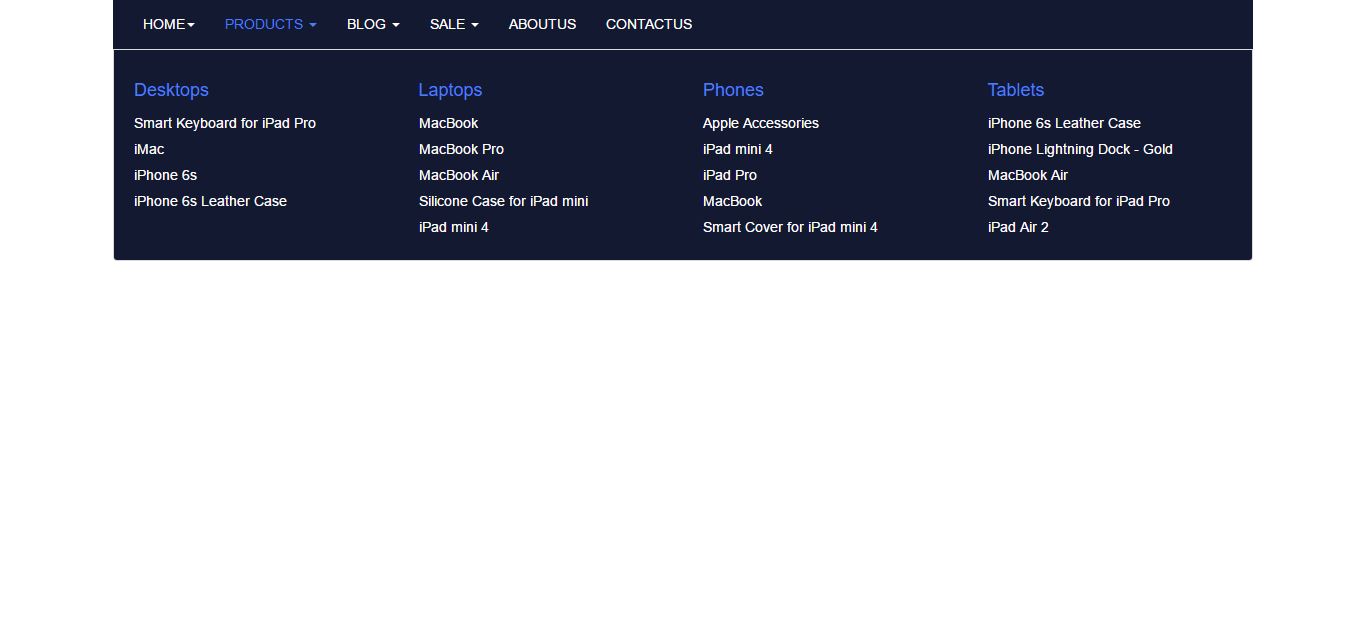 HOME PRODUCTS BLOG SALE ABOUTUS CONTACTUS
Desktops
Smart Keyboard for iPad Pro
iMac
iPhone 6s
iPhone 6s Leather Case
Laptops
MacBook
MacBook Pro
MacBook Air
Silicone Case for iPad mini
iPad mini 4
Phones
Apple Accessories
iPad mini 4
iPad Pro
MacBook
Smart Cover for iPad mini 4
Tablets
iPhone 6s Leather Case
iPhone Lightning Dock - Gold
MacBook Air
Smart Keyboard for iPad Pro
iPad Air 2